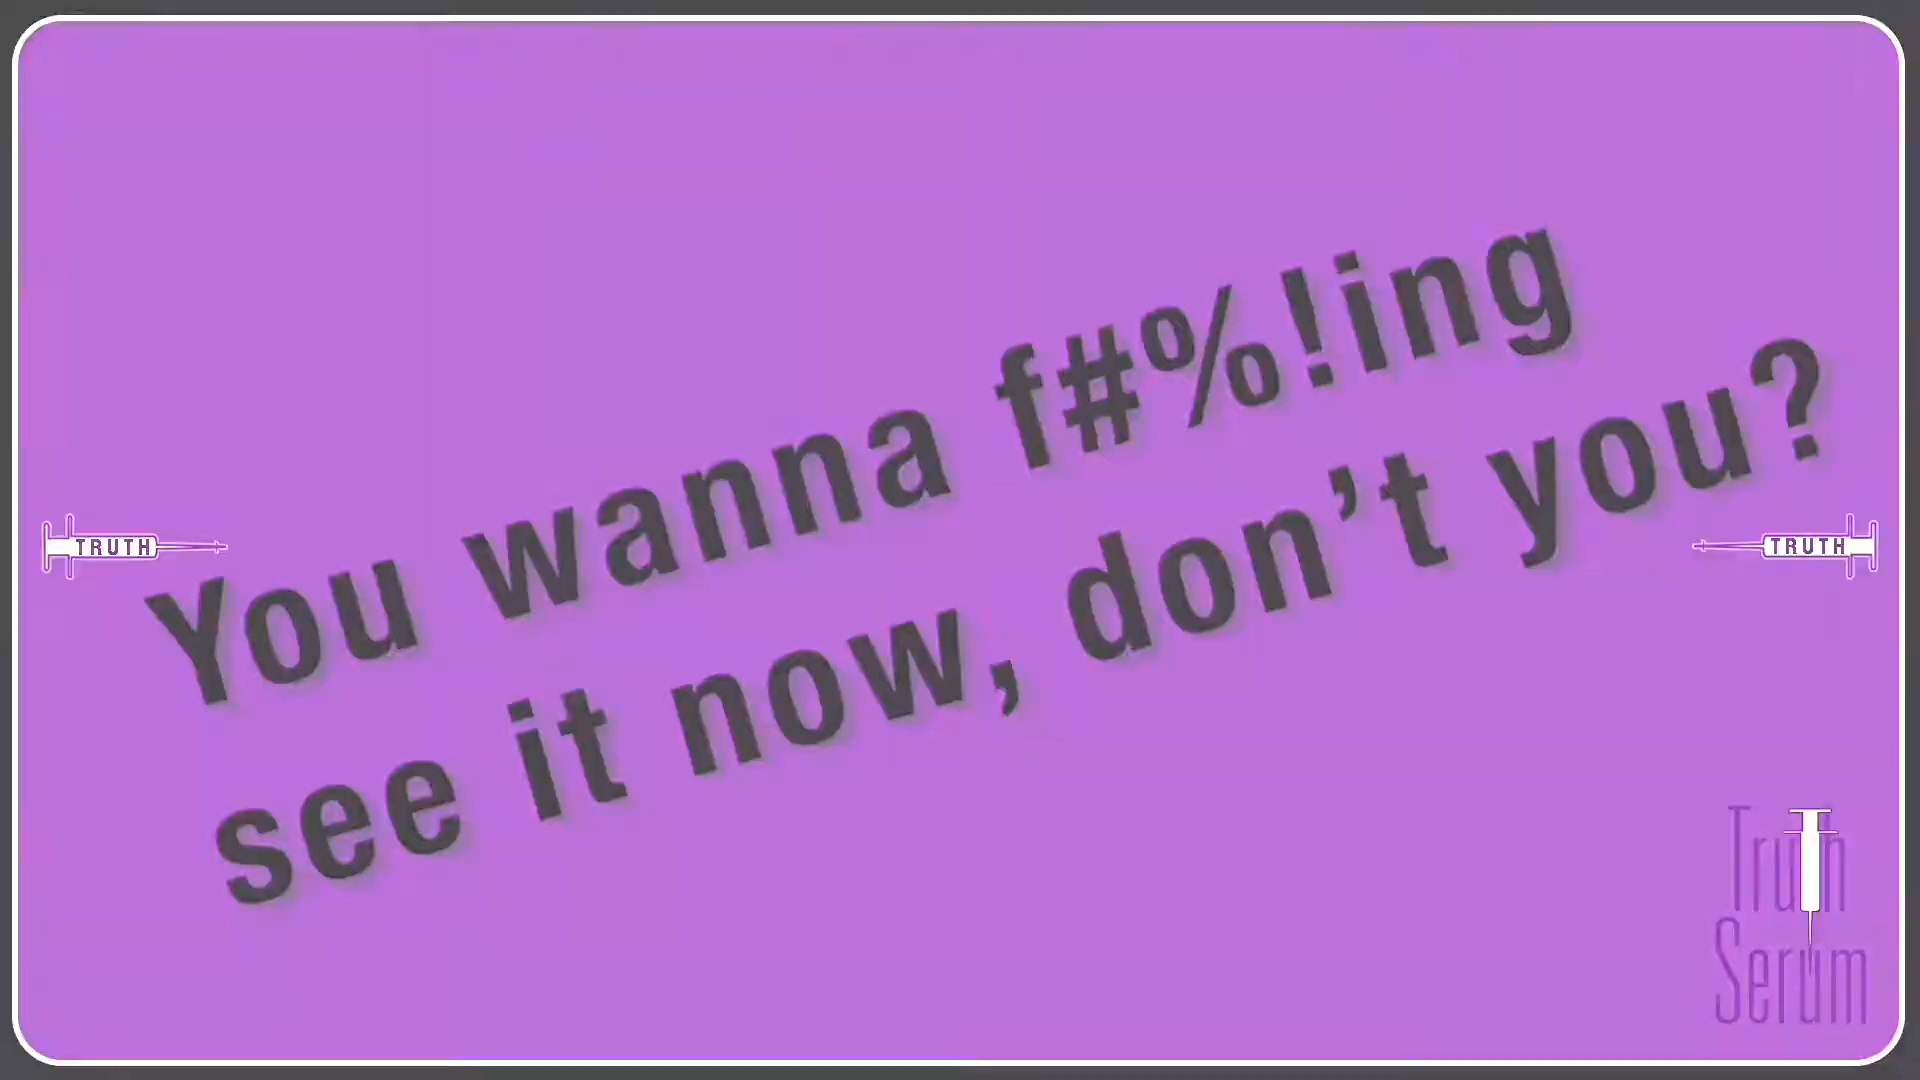 You wanna f#%!ing
see it now, don’t you?
TRUTH
TRUTH
Truth
Serum